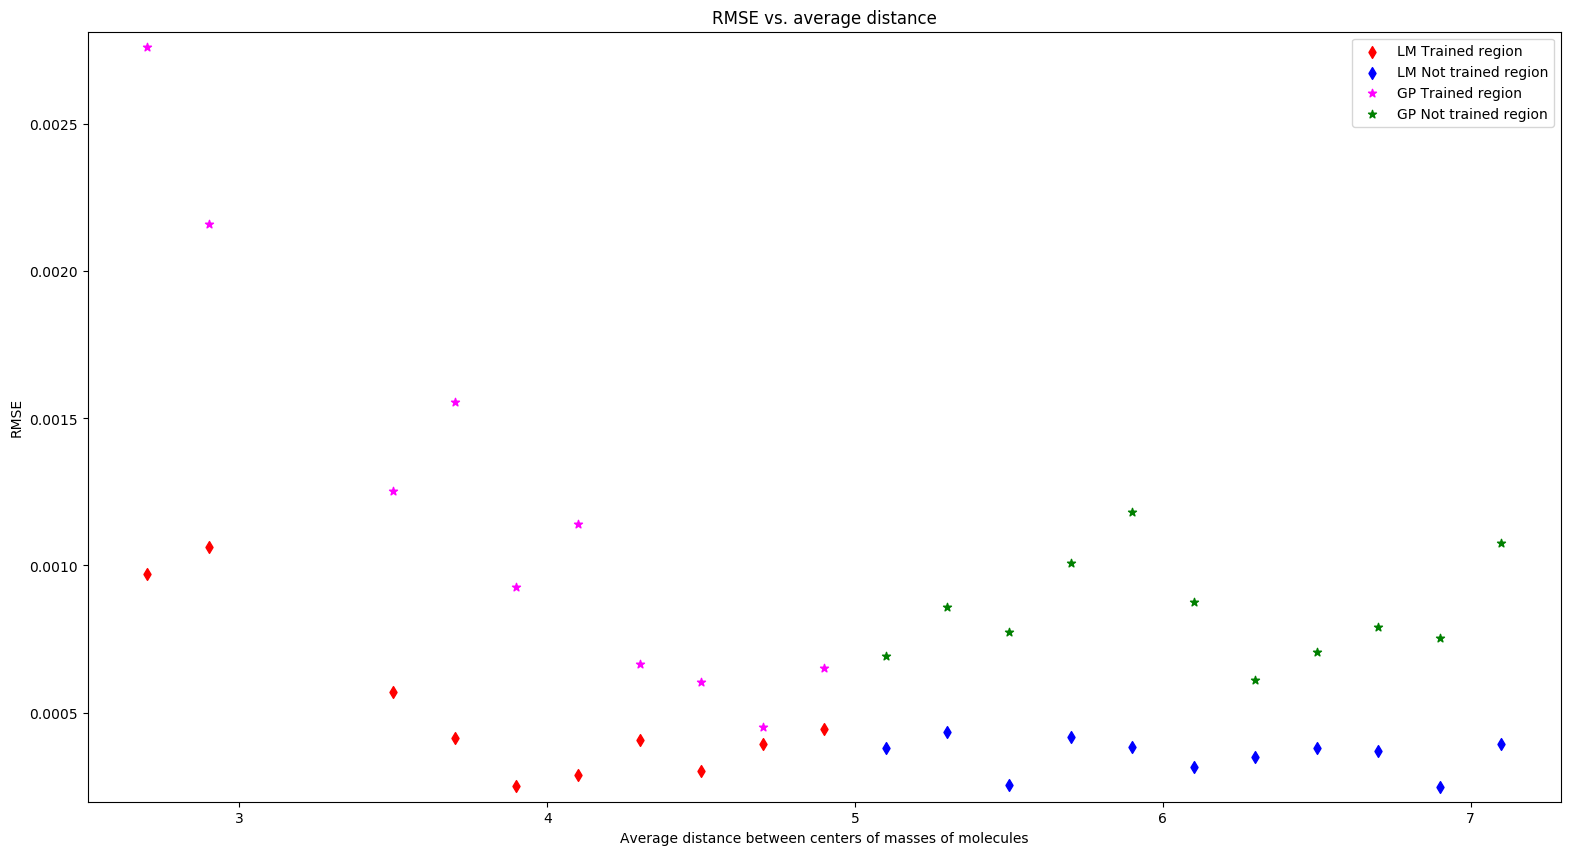 RMSE vs. average distance
LM Trained region
LM Not trained region
GP Trained region
GP Not trained region
RMSE
0.0025
0.0020
0.0015
0.0010
0.0005
3 4 5 6 7
Average distance between centers of masses of molecules